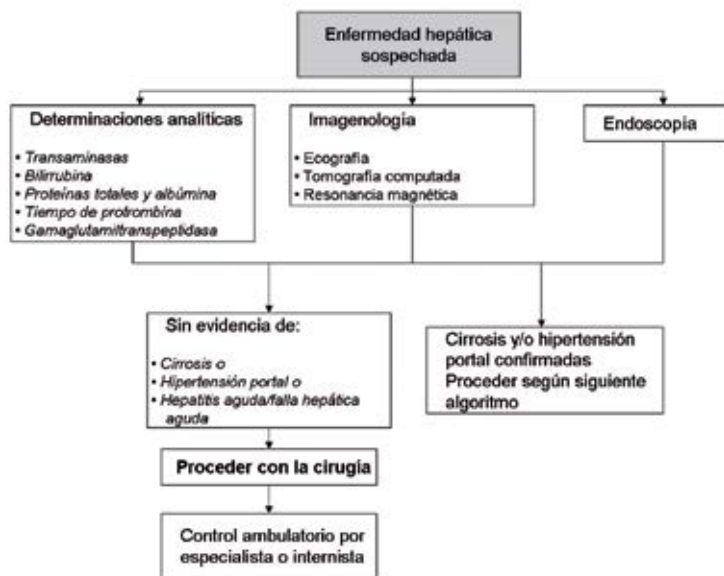 Enfermedad hepática
sospechada
Determinaciones analíticas
• Transaminasas
• Bilirrubina
• Proteínas totales y albúmina
• Tiempo de protrombina
• Gamaglutamiltranspeptidasa
Imagenología
• Ecografía
• Tomografía computada
• Resonancia magnética
Endoscopia
Sin evidencia de:
• Cirrosis o
• Hipertensión portal o
• Hepatitis aguda/falla hepática
aguda
Cirrosis y/o hipertensión
portal confirmadas
Proceder según siguiente
algoritmo
Proceder con la cirugía
Control ambulatorio por
especialista o internista